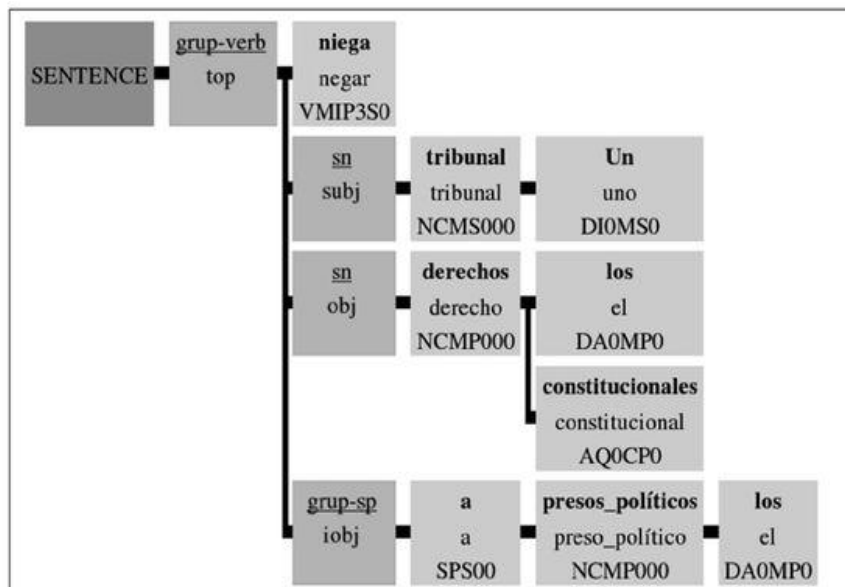 SENTENCE
grup-verb
top
niega
negar
VMIP3S0
sn
subj
tribunal
tribunal
NCMS000
Un
uno
DI0MS0
sn
obj
derechos
derecho
NCMP000
los
el
DA0MP0
constitucionales
constitucional
AQ0CP0
grup-sp
iobj
a
a
SPS00
presos_políticos
preso_político
NCMP000
los
el
DA0MP0